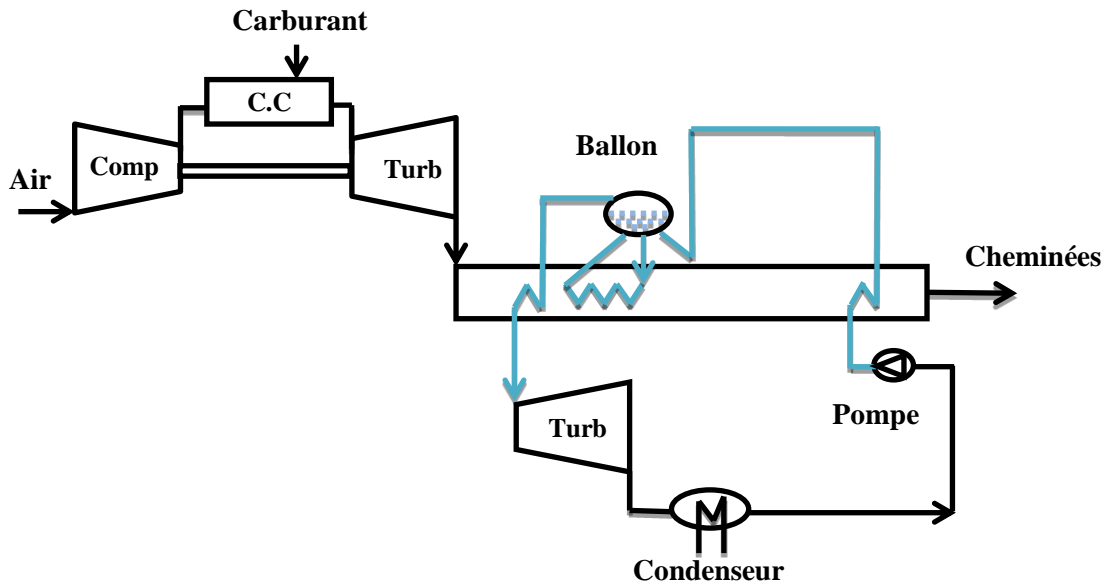 Carburant
C.C
Ballon
Comp
Turb
Air
Cheminées
Pompe
Turb
Condenseur